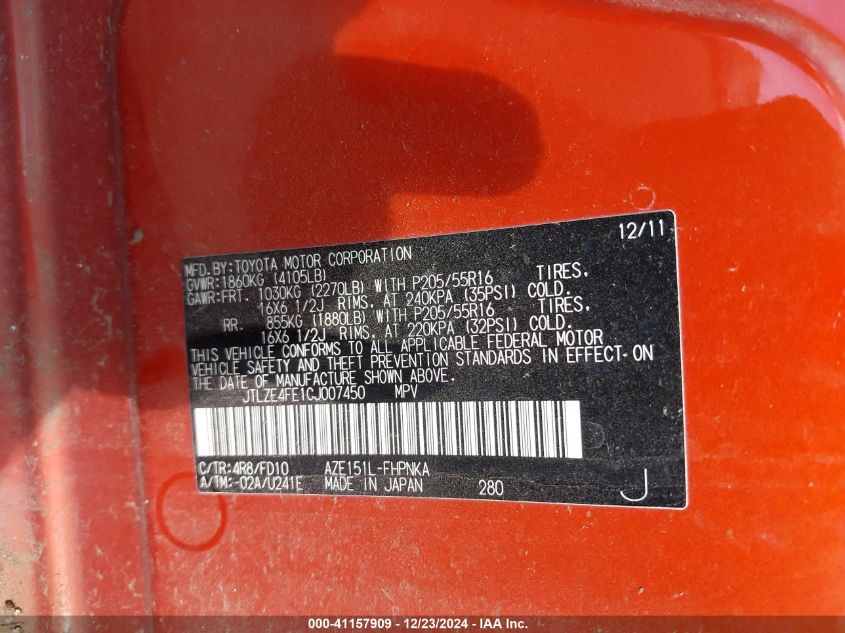 12/11
MFD.BY:TOYOTA MOTOR CORPORATION
GVWR:1860KG (4105LB)
GAWR:FRT. 1030KG (2270LB) WITH P205/55R16 TIRES.
16X6 1/2J RIMS. AT 240KPA (35PSI) COLD.
RR. 855KG (1880LB) WITH P205/55R16 TIRES.
16X6 1/2J RIMS. AT 220KPA (32PSI) COLD.
THIS VEHICLE CONFORMS TO ALL APPLICABLE FEDERAL MOTOR
VEHICLE SAFETY AND THEFT PREVENTION STANDARDS IN EFFECT ON
THE DATE OF MANUFACTURE SHOWN ABOVE.
JTLZE4FE1CJ007450 MPV
C/TR:4R8/FD10 AZE151L-FHPNKA
A/TM:-02A/U241E MADE IN JAPAN 280 J
000-41157909 - 12/23/2024 - IAA Inc.